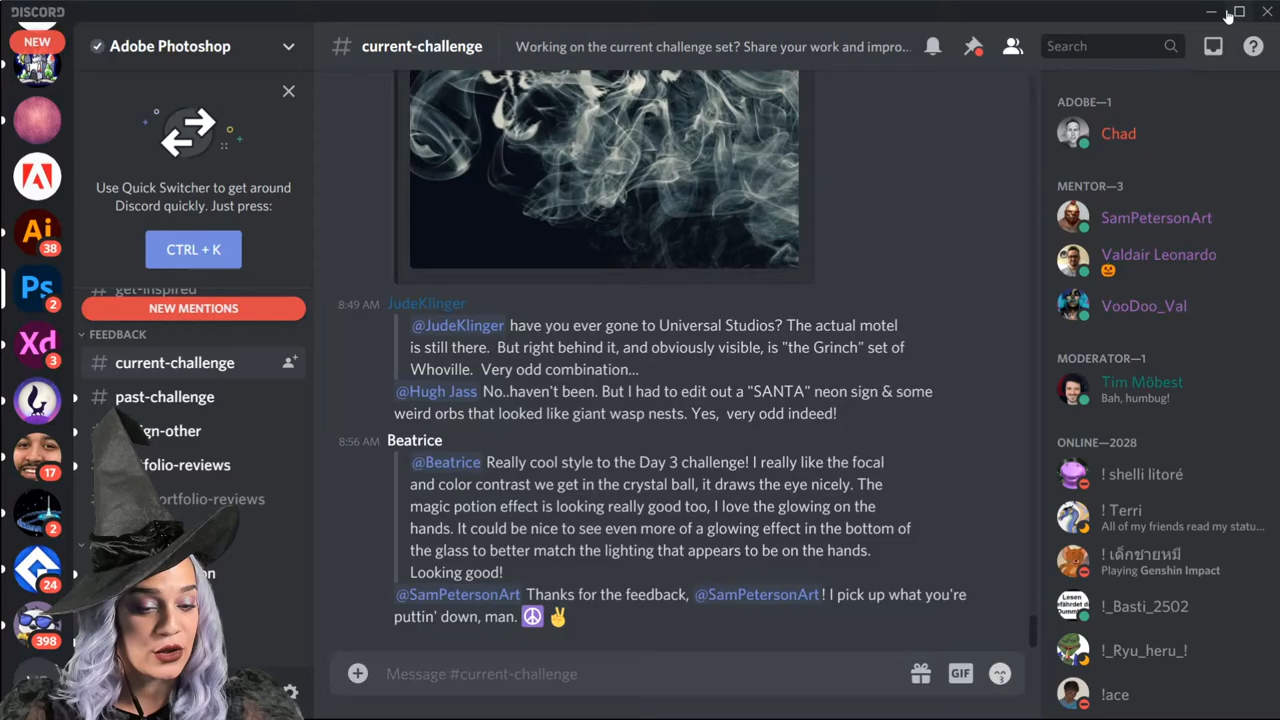 DISCORD
NEW
Ai
38
Ps
2
Xd
3
17
2
24
398
Adobe Photoshop
Use Quick Switcher to get around
Discord quickly. Just press:
CTRL + K
get-inspired
NEW MENTIONS
FEEDBACK
# current-challenge
# past-challenge
ign-other
folio-reviews
ortfolio-reviews
# current-challenge
Working on the current challenge set? Share your work and impro...
Search
8:49 AM JudeKlinger
@JudeKlinger have you ever gone to Universal Studios? The actual motel
is still there. But right behind it, and obviously visible, is "the Grinch" set of
Whoville. Very odd combination...
@Hugh Jass No..haven't been. But I had to edit out a "SANTA" neon sign & some
weird orbs that looked like giant wasp nests. Yes, very odd indeed!
8:56 AM Beatrice
@Beatrice Really cool style to the Day 3 challenge! I really like the focal
and color contrast we get in the crystal ball, it draws the eye nicely. The
magic potion effect is looking really good too, I love the glowing on the
hands. It could be nice to see even more of a glowing effect in the bottom of
the glass to better match the lighting that appears to be on the hands.
Looking good!
@SamPetersonArt Thanks for the feedback, @SamPetersonArt! I pick up what you're
puttin' down, man. ☮️ ✌️
Message #current-challenge
GIF
ADOBE—1
Chad
MENTOR—3
SamPetersonArt
Valdair Leonardo
🎃
VooDoo_Val
MODERATOR—1
Tim Möbest
Bah, humbug!
ONLINE—2028
! shelli litoré
! Terri
All of my friends read my statu...
! เด็กชายหมี
Playing Genshin Impact
!_Basti_2502
!_Ryu_heru_!
!ace